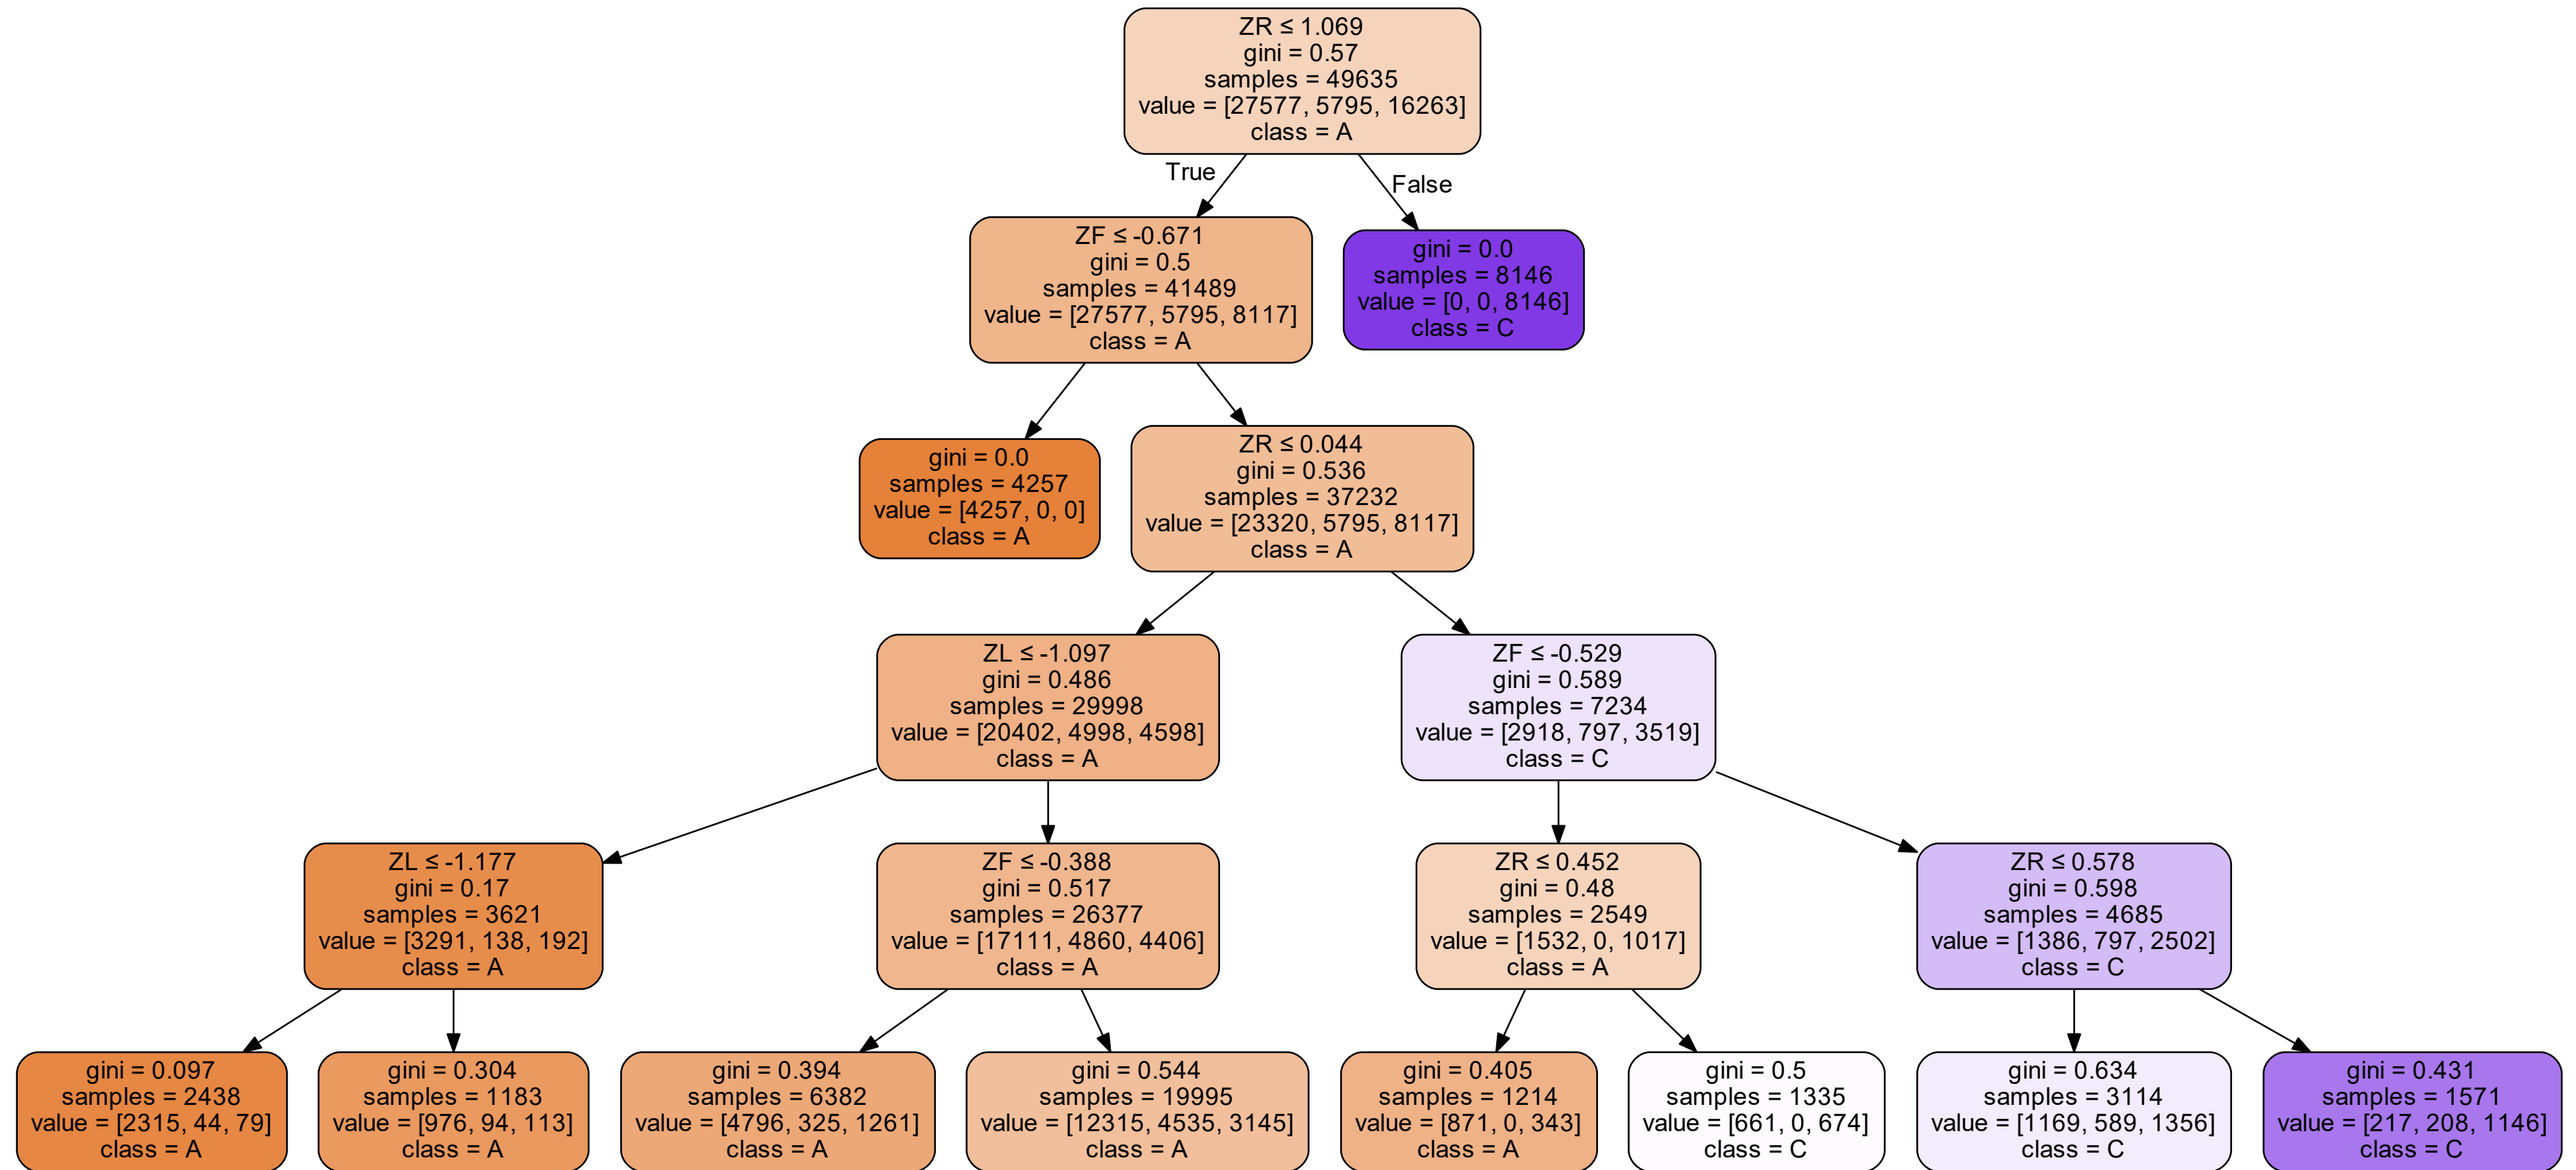 ZR ≤ 1.069
gini = 0.57
samples = 49635
value = [27577, 5795, 16263]
class = A
True
False
ZF ≤ -0.671
gini = 0.5
samples = 41489
value = [27577, 5795, 8117]
class = A
gini = 0.0
samples = 8146
value = [0, 0, 8146]
class = C
gini = 0.0
samples = 4257
value = [4257, 0, 0]
class = A
ZR ≤ 0.044
gini = 0.536
samples = 37232
value = [23320, 5795, 8117]
class = A
ZL ≤ -1.097
gini = 0.486
samples = 29998
value = [20402, 4998, 4598]
class = A
ZF ≤ -0.529
gini = 0.589
samples = 7234
value = [2918, 797, 3519]
class = C
ZL ≤ -1.177
gini = 0.17
samples = 3621
value = [3291, 138, 192]
class = A
ZF ≤ -0.388
gini = 0.517
samples = 26377
value = [17111, 4860, 4406]
class = A
ZR ≤ 0.452
gini = 0.48
samples = 2549
value = [1532, 0, 1017]
class = A
ZR ≤ 0.578
gini = 0.598
samples = 4685
value = [1386, 797, 2502]
class = C
gini = 0.097
samples = 2438
value = [2315, 44, 79]
class = A
gini = 0.304
samples = 1183
value = [976, 94, 113]
class = A
gini = 0.394
samples = 6382
value = [4796, 325, 1261]
class = A
gini = 0.544
samples = 19995
value = [12315, 4535, 3145]
class = A
gini = 0.405
samples = 1214
value = [871, 0, 343]
class = A
gini = 0.5
samples = 1335
value = [661, 0, 674]
class = C
gini = 0.634
samples = 3114
value = [1169, 589, 1356]
class = C
gini = 0.431
samples = 1571
value = [217, 208, 1146]
class = C